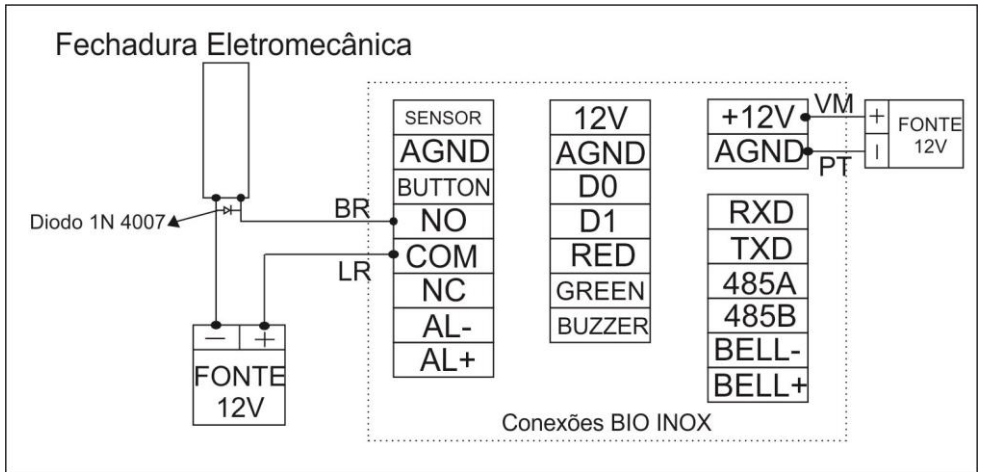 Fechadura Eletromecânica
Diodo 1N 4007
BR
LR
SENSOR
AGND
BUTTON
NO
COM
NC
AL-
AL+
12V
AGND
D0
D1
RED
GREEN
BUZZER
+12V
AGND
VM
PT
+
-
FONTE
12V
RXD
TXD
485A
485B
BELL-
BELL+
- +
FONTE
12V
Conexões BIO INOX